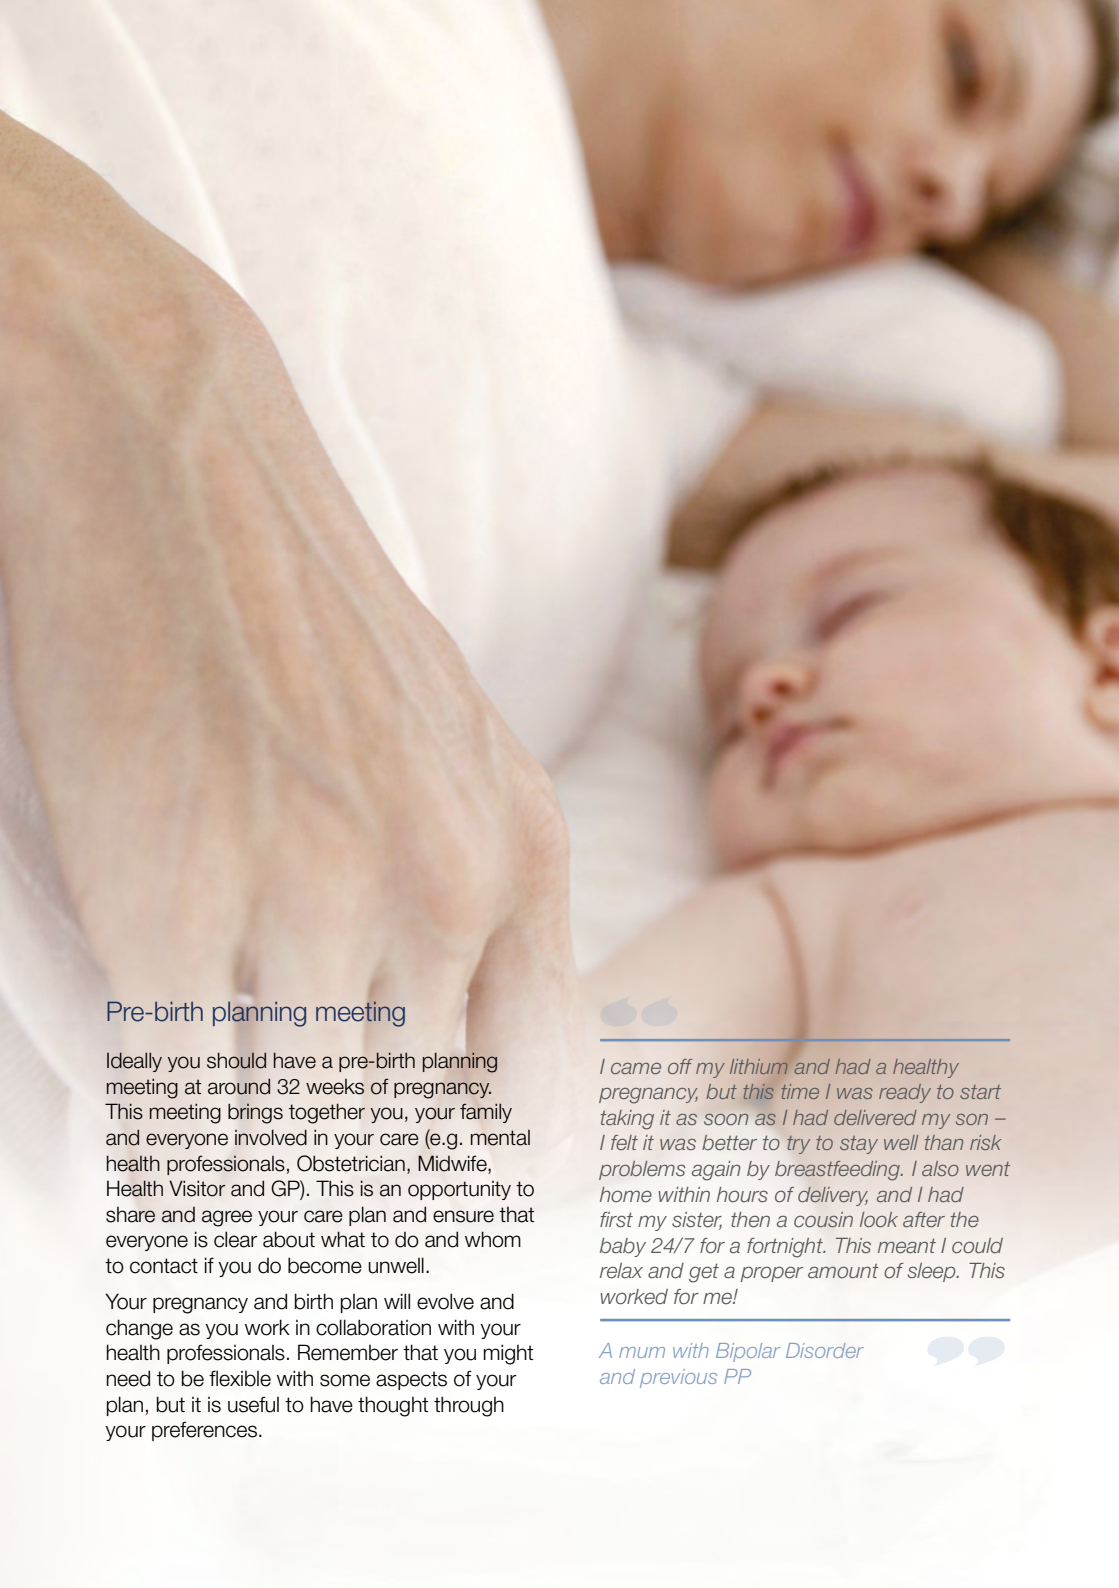 Pre-birth planning meeting
Ideally you should have a pre-birth planning
meeting at around 32 weeks of pregnancy.
This meeting brings together you, your family
and everyone involved in your care (e.g. mental
health professionals, Obstetrician, Midwife,
Health Visitor and GP). This is an opportunity to
share and agree your care plan and ensure that
everyone is clear about what to do and whom
to contact if you do become unwell.
Your pregnancy and birth plan will evolve and
change as you work in collaboration with your
health professionals. Remember that you might
need to be flexible with some aspects of your
plan, but it is useful to have thought through
your preferences.
“
I came off my lithium and had a healthy
pregnancy, but this time I was ready to start
taking it as soon as I had delivered my son –
I felt it was better to try to stay well than risk
problems again by breastfeeding. I also went
home within hours of delivery, and I had
first my sister, then a cousin look after the
baby 24/7 for a fortnight. This meant I could
relax and get a proper amount of sleep. This
worked for me!
”
A mum with Bipolar Disorder
and previous PP